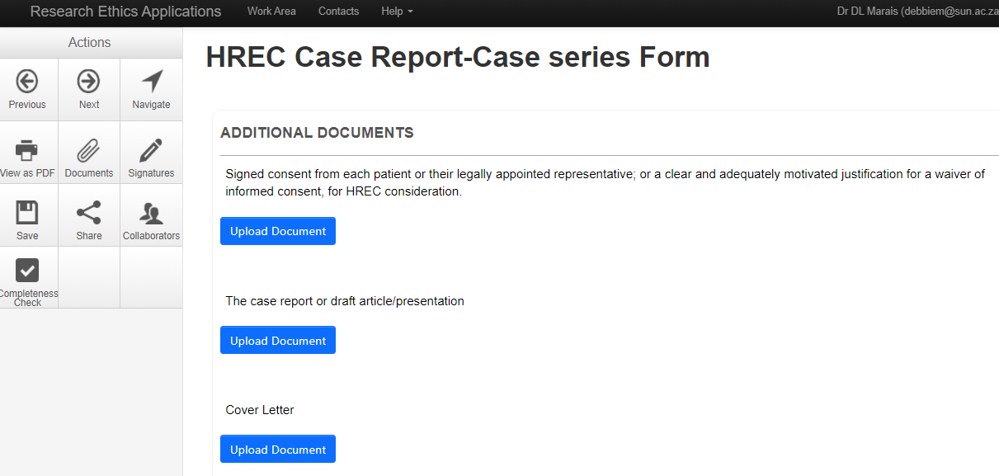 Research Ethics Applications Work Area Contacts Help Dr DL Marais (debbiem@sun.ac.za
Actions
Previous Next Navigate
View as PDF Documents Signatures
Save Share Collaborators
Completeness
Check
HREC Case Report-Case series Form
ADDITIONAL DOCUMENTS
Signed consent from each patient or their legally appointed representative; or a clear and adequately motivated justification for a waiver of
informed consent, for HREC consideration.
Upload Document
The case report or draft article/presentation
Upload Document
Cover Letter
Upload Document